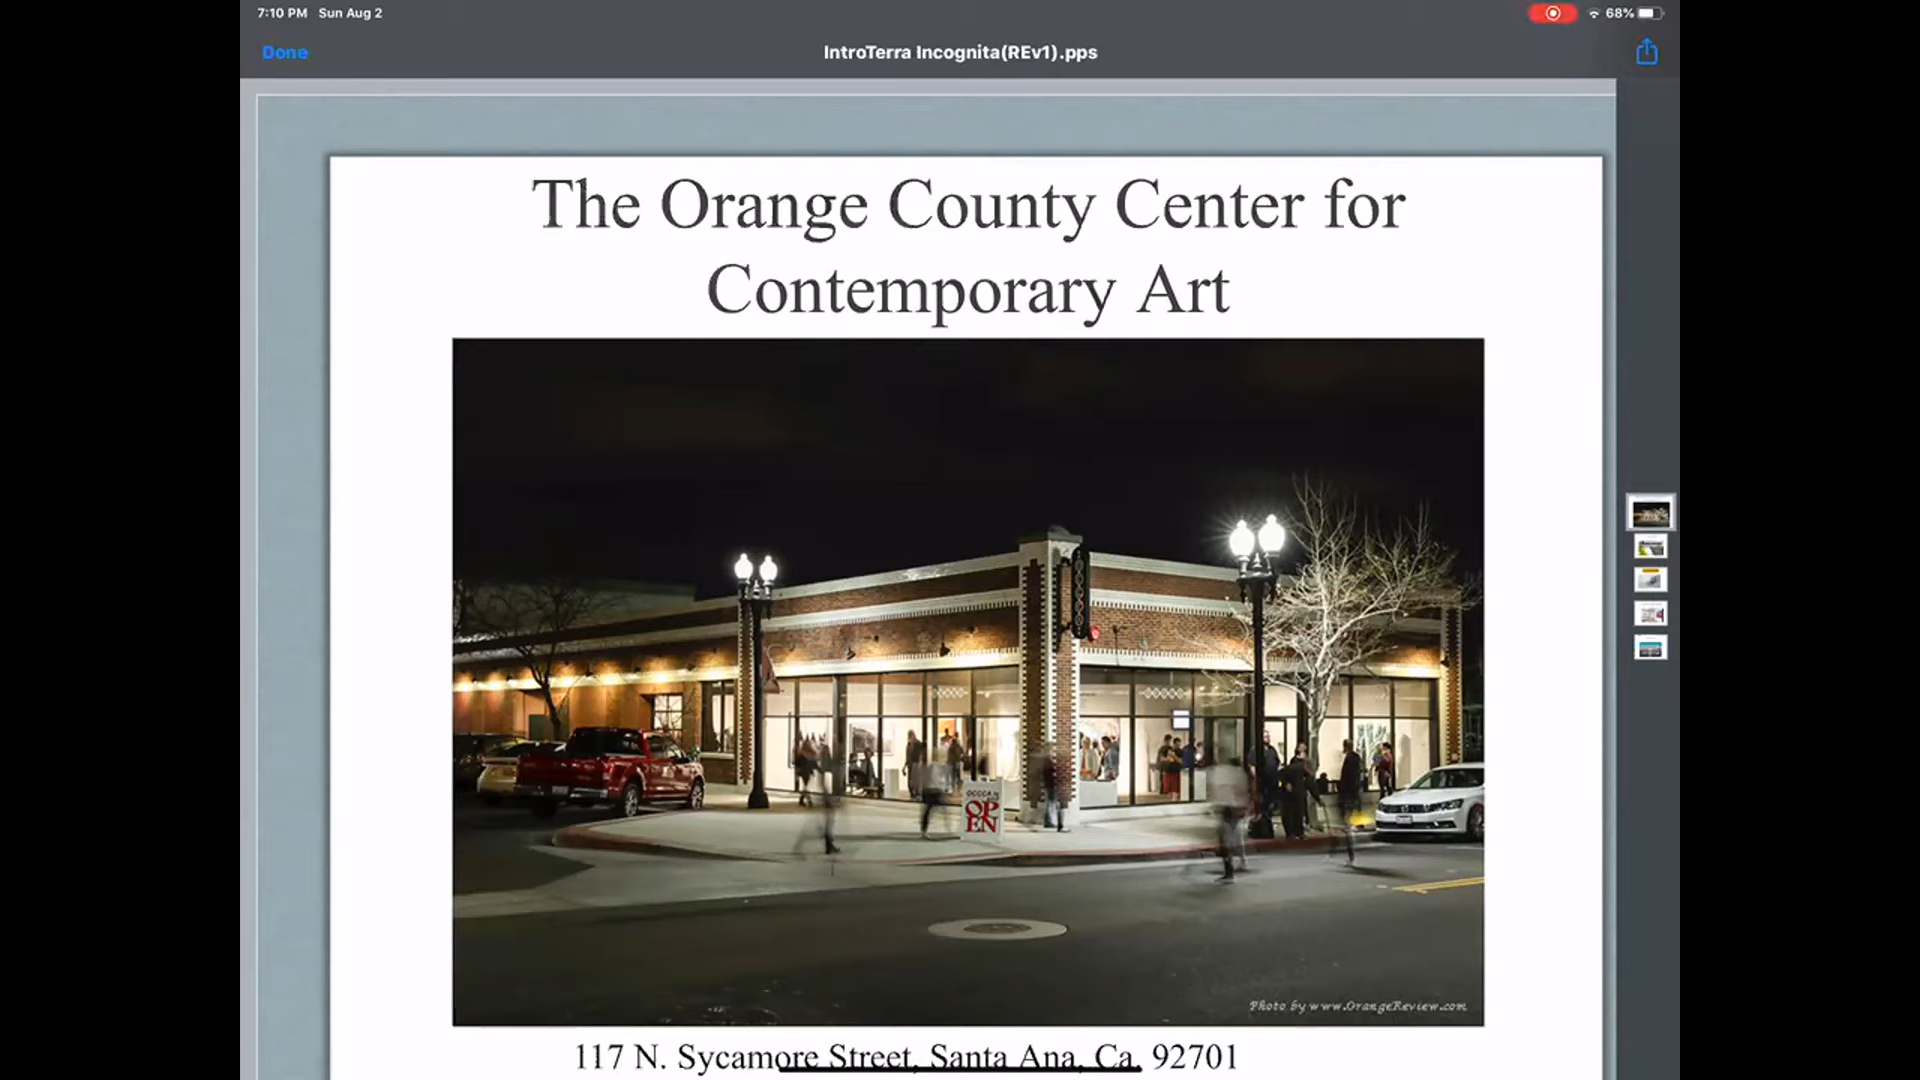 7:10 PM Sun Aug 2
68%
Done
IntroTerra Incognita(REv1).pps
The Orange County Center for
Contemporary Art
OCCCA
OP
EN
Photo by www.OrangeReview.com
117 N. Sycamore Street, Santa Ana, Ca. 92701